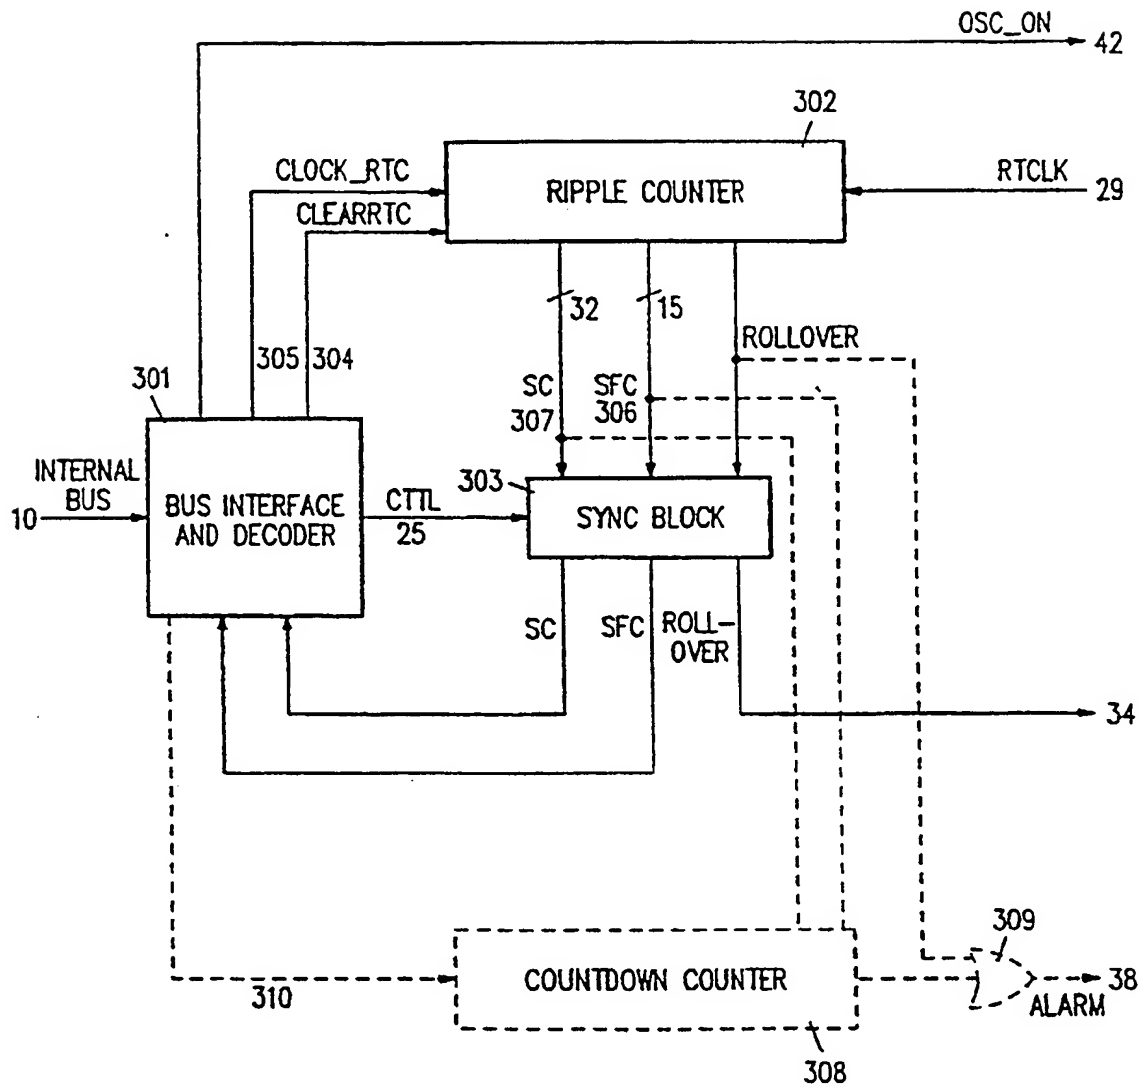 OSC_ON
42
302
CLOCK_RTC
RIPPLE COUNTER
RTCLK
29
CLEARRTC
32
15
305
304
ROLLOVER
301
SC
307
SFC
306
INTERNAL
BUS
10
303
BUS INTERFACE
AND DECODER
CTTL
25
SYNC BLOCK
SC
SFC
ROLL-
OVER
34
309
COUNTDOWN COUNTER
310
38
ALARM
308